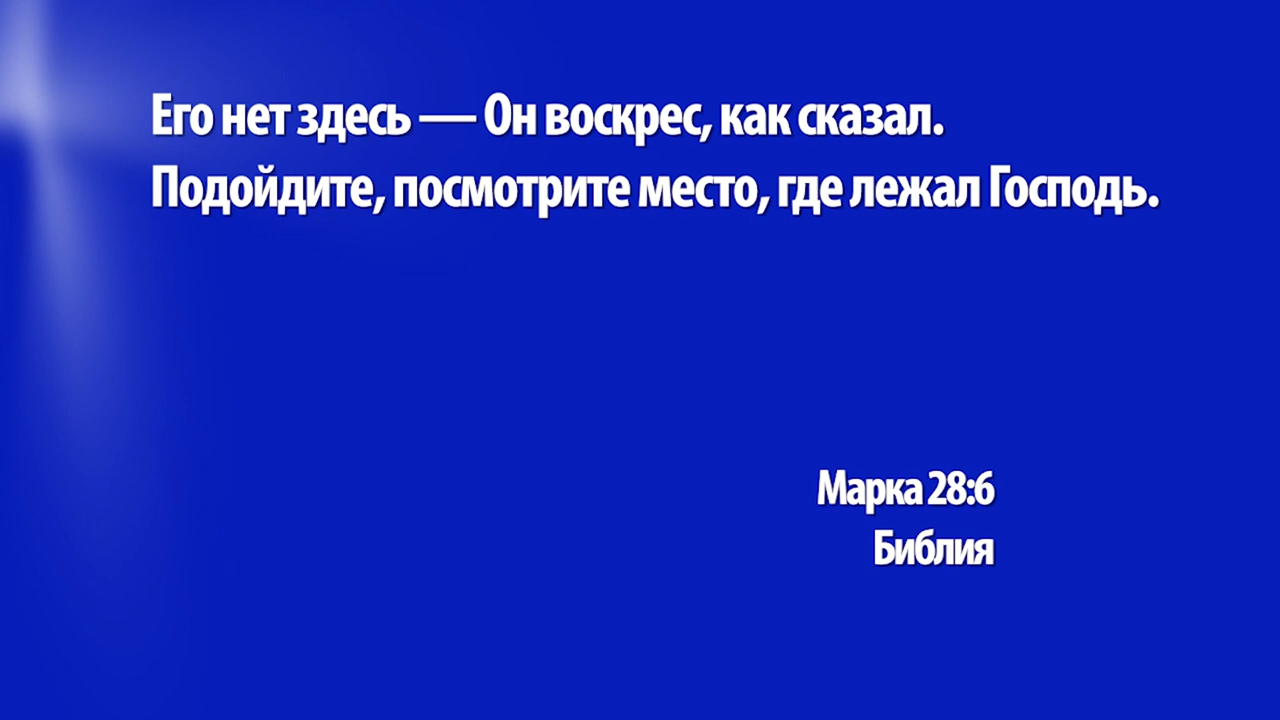 Его нет здесь — Он воскрес, как сказал.
Подойдите, посмотрите место, где лежал Господь.
Марка 28:6
Библия